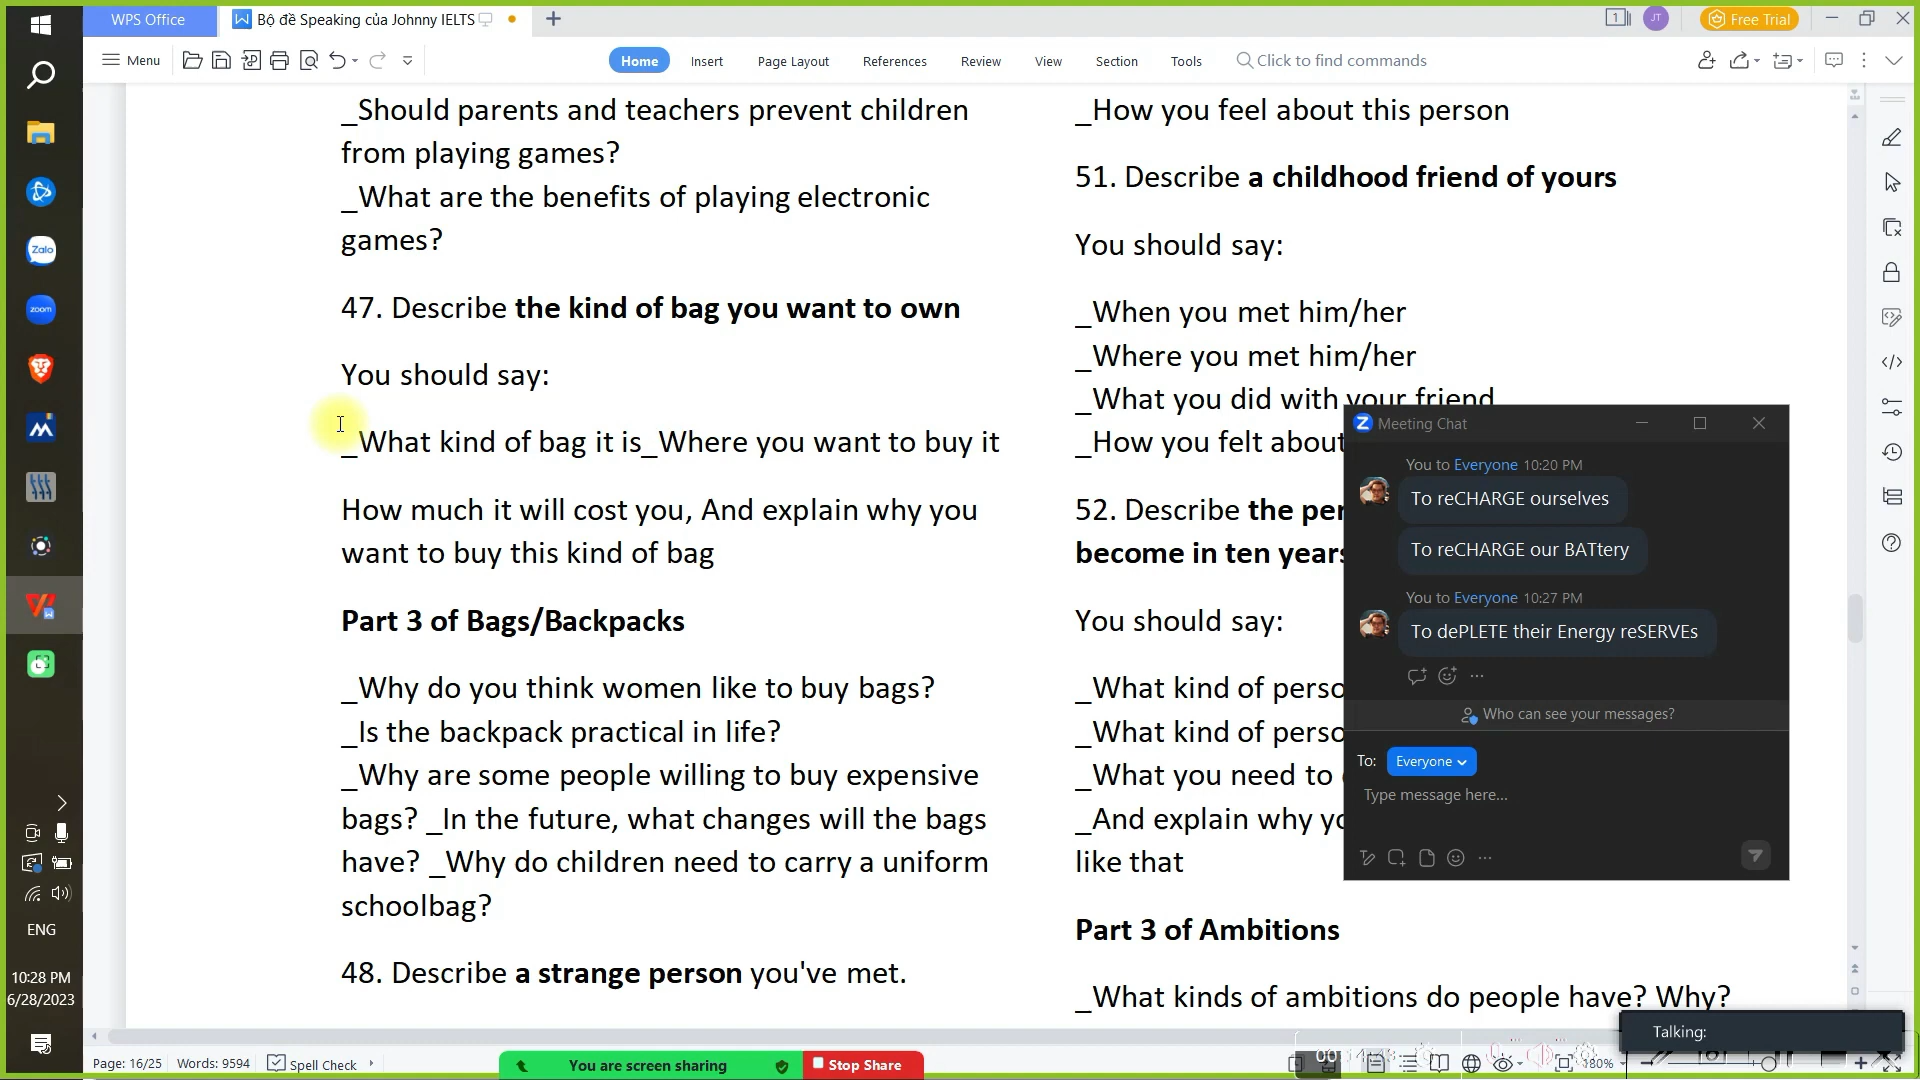 WPS Office
Bộ đề Speaking của Johnny IELTS
1
JT
Free Trial
Menu
Home
Insert
Page Layout
References
Review
View
Section
Tools
Click to find commands
_Should parents and teachers prevent children
from playing games?
_What are the benefits of playing electronic
games?
47. Describe the kind of bag you want to own
You should say:
_What kind of bag it is_Where you want to buy it
How much it will cost you, And explain why you
want to buy this kind of bag
Part 3 of Bags/Backpacks
_Why do you think women like to buy bags?
_Is the backpack practical in life?
_Why are some people willing to buy expensive
bags? _In the future, what changes will the bags
have? _Why do children need to carry a uniform
schoolbag?
48. Describe a strange person you've met.
_How you feel about this person
51. Describe a childhood friend of yours
You should say:
_When you met him/her
_Where you met him/her
_What you did with your friend
_How you felt about
52. Describe the per
become in ten years
You should say:
_What kind of perso
_What kind of perso
_What you need to
_And explain why yo
like that
Part 3 of Ambitions
_What kinds of ambitions do people have? Why?
Meeting Chat
You to Everyone 10:20 PM
To reCHARGE ourselves
To reCHARGE our BATtery
You to Everyone 10:27 PM
To dePLETE their Energy reSERVEs
Who can see your messages?
To: Everyone
Type message here...
Talking:
Zalo
zoom
ENG
10:28 PM
6/28/2023
Page: 16/25
Words: 9594
Spell Check
You are screen sharing
Stop Share
180%